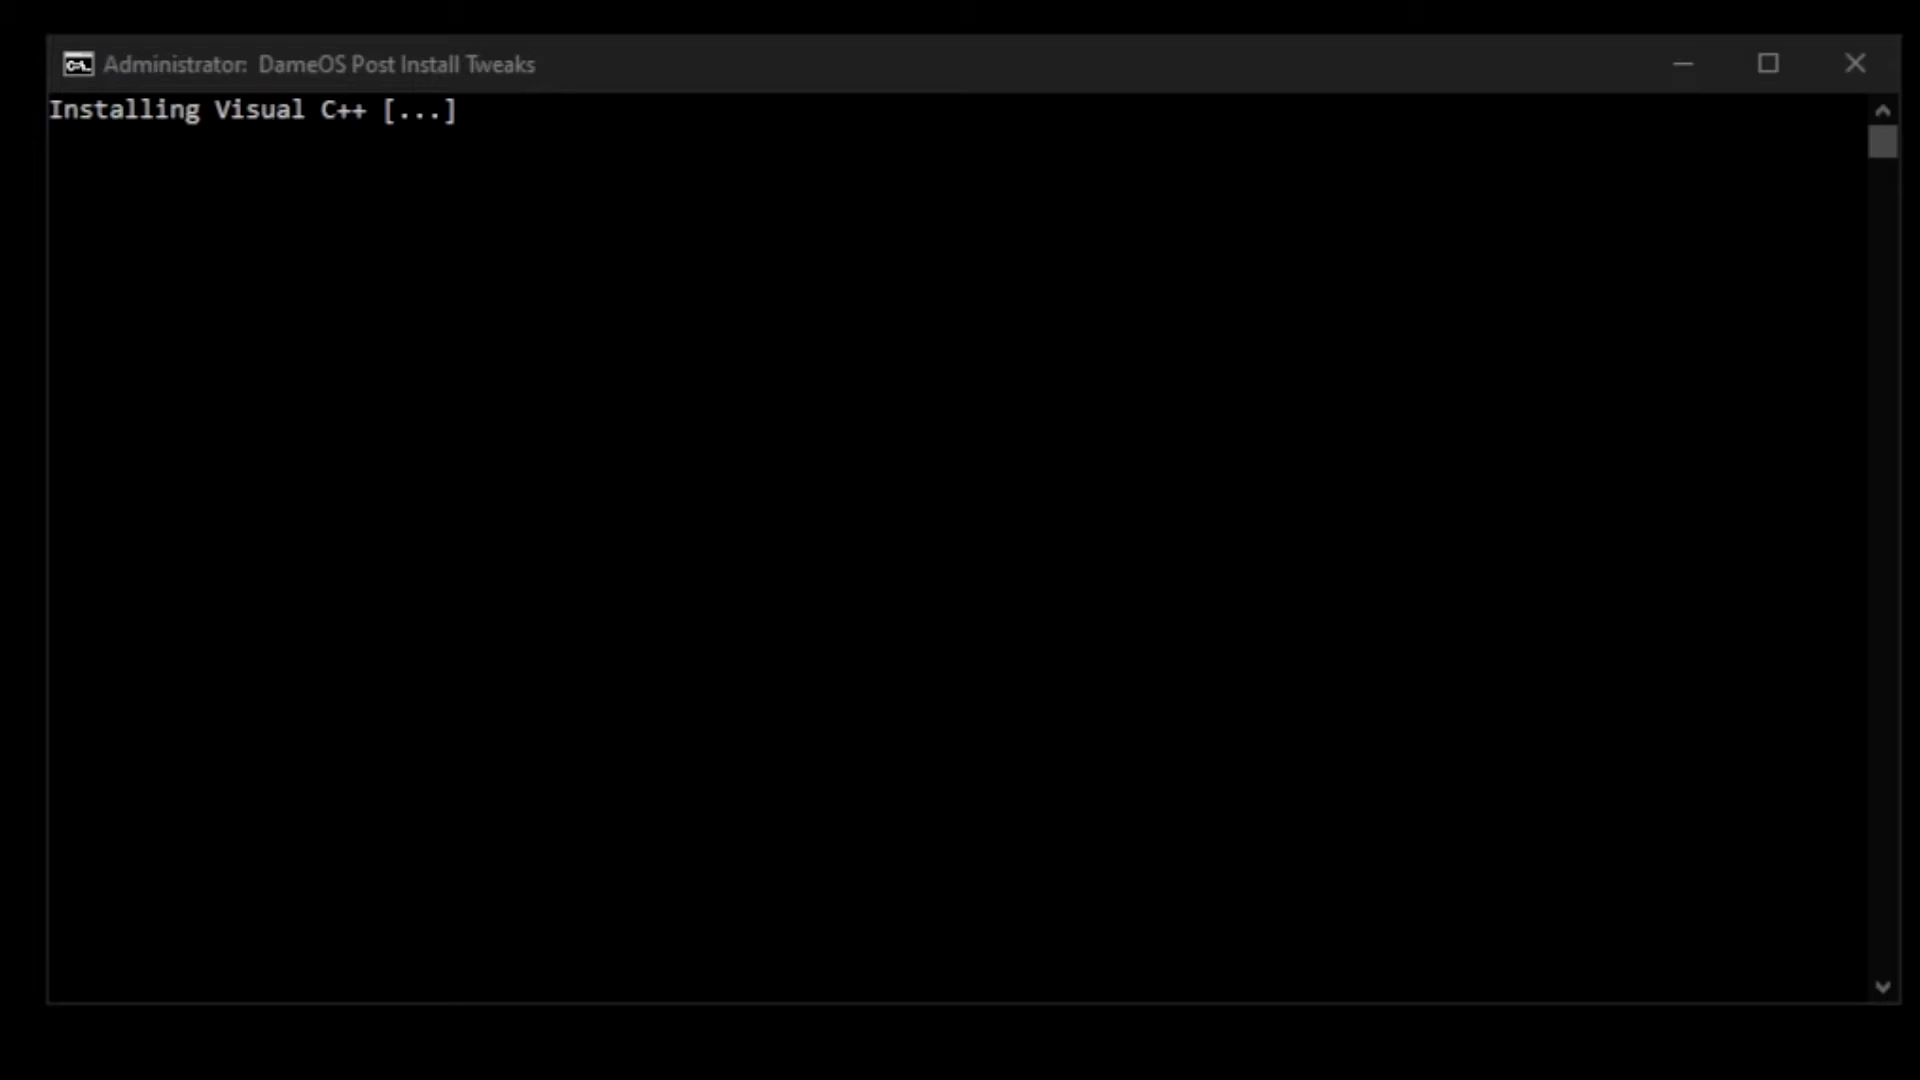 Administrator:  DameOS Post Install Tweaks
Installing Visual C++ [...]